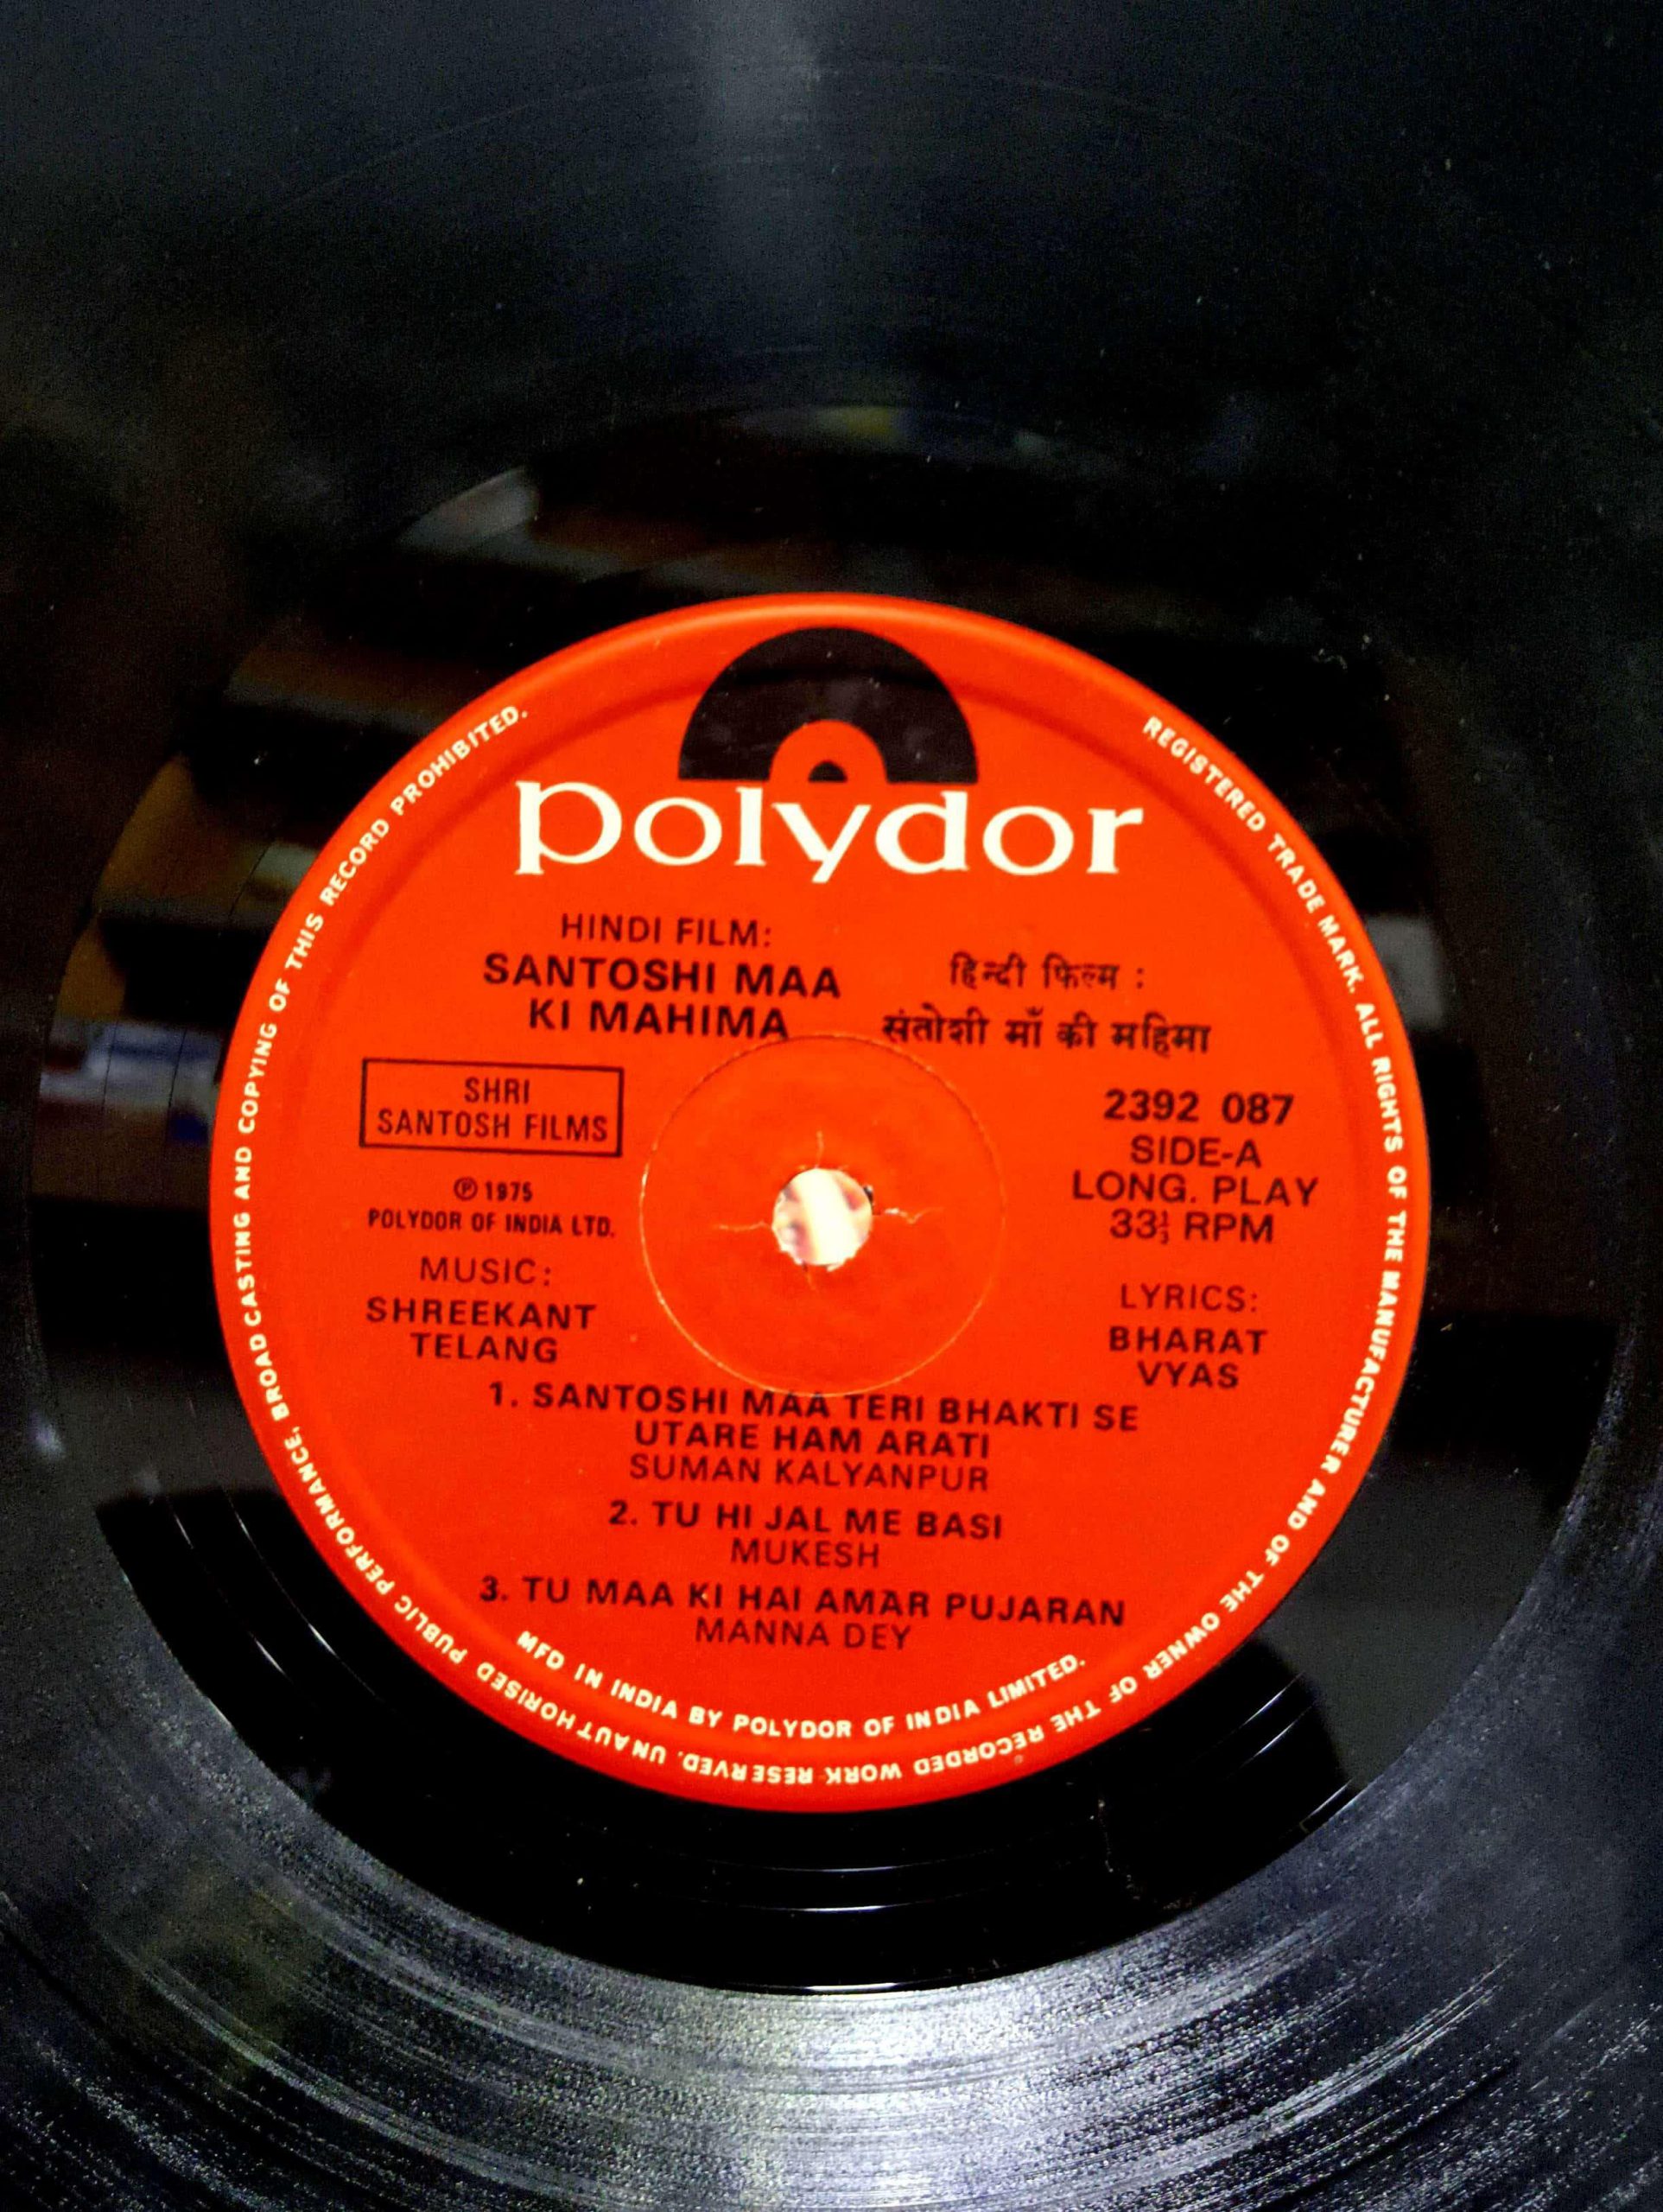 polydor
HINDI FILM:
SANTOSHI MAA
KI MAHIMA
हिन्दी फिल्म :
संतोशी माँ की महिमा
SHRI
SANTOSH FILMS
℗ 1975
POLYDOR OF INDIA LTD.
MUSIC:
SHREEKANT
TELANG
2392 087
SIDE-A
LONG. PLAY
33⅓ RPM
LYRICS:
BHARAT
VYAS
1. SANTOSHI MAA TERI BHAKTI SE
UTARE HAM ARATI
SUMAN KALYANPUR
2. TU HI JAL ME BASI
MUKESH
3. TU MAA KI HAI AMAR PUJARAN
MANNA DEY
MFD IN INDIA BY POLYDOR OF INDIA LIMITED.
REGISTERED TRADE MARK. ALL RIGHTS OF THE MANUFACTURER AND OF THE OWNER OF THE RECORDED WORK RESERVED. UNAUTHORISED PUBLIC PERFORMANCE, BROADCASTING AND COPYING OF THIS RECORD PROHIBITED.